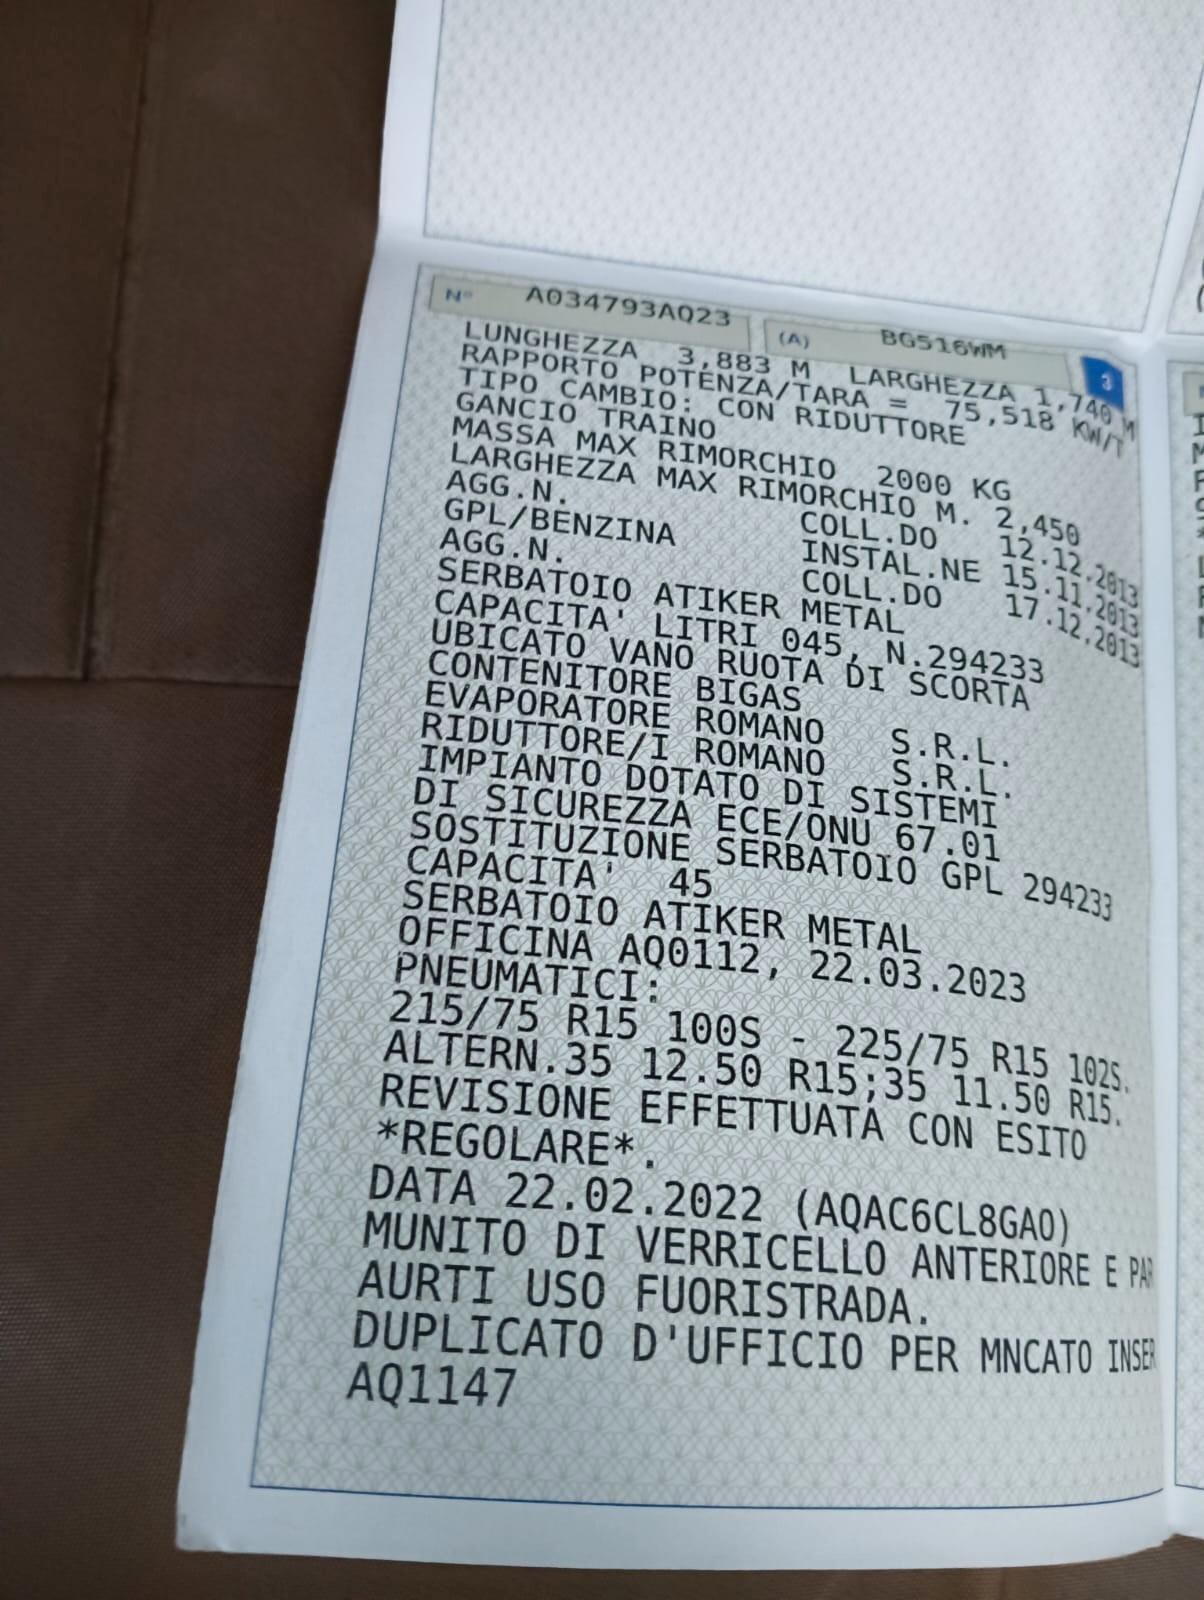 N° A034793AQ23 (A) BG516WM 3
LUNGHEZZA 3,883 M LARGHEZZA 1,740 M
RAPPORTO POTENZA/TARA = 75,518 KW/T
TIPO CAMBIO: CON RIDUTTORE
GANCIO TRAINO
MASSA MAX RIMORCHIO 2000 KG
LARGHEZZA MAX RIMORCHIO M. 2,450
AGG.N. COLL.DO 12.12.2013
GPL/BENZINA INSTAL.NE 15.11.2013
AGG.N. COLL.DO 17.12.2013
SERBATOIO ATIKER METAL
CAPACITA' LITRI 045, N.294233
UBICATO VANO RUOTA DI SCORTA
CONTENITORE BIGAS
EVAPORATORE ROMANO S.R.L.
RIDUTTORE/I ROMANO S.R.L.
IMPIANTO DOTATO DI SISTEMI
DI SICUREZZA ECE/ONU 67.01
SOSTITUZIONE SERBATOIO GPL 294233
CAPACITA' 45
SERBATOIO ATIKER METAL
OFFICINA AQ0112, 22.03.2023
PNEUMATICI:
215/75 R15 100S - 225/75 R15 102S.
ALTERN.35 12.50 R15;35 11.50 R15.
REVISIONE EFFETTUATA CON ESITO
*REGOLARE*.
DATA 22.02.2022 (AQAC6CL8GA0)
MUNITO DI VERRICELLO ANTERIORE E PAR
AURTI USO FUORISTRADA.
DUPLICATO D'UFFICIO PER MNCATO INSER
AQ1147